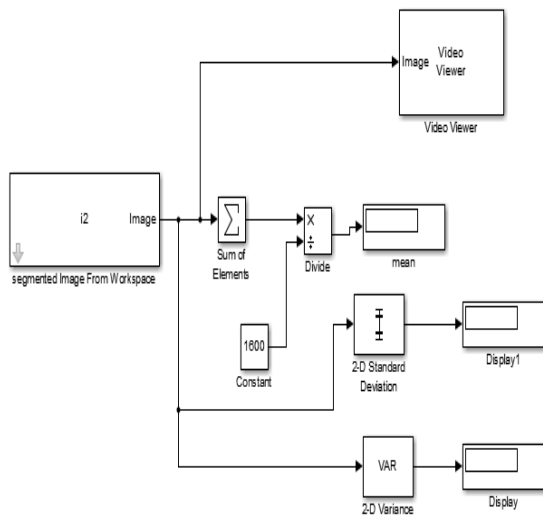 Image
Video
Viewer
Video Viewer
i2
Image
segmented Image From Workspace
Sum of
Elements
×
÷
Divide
mean
1600
Constant
2-D Standard
Deviation
Display1
VAR
2-D Variance
Display